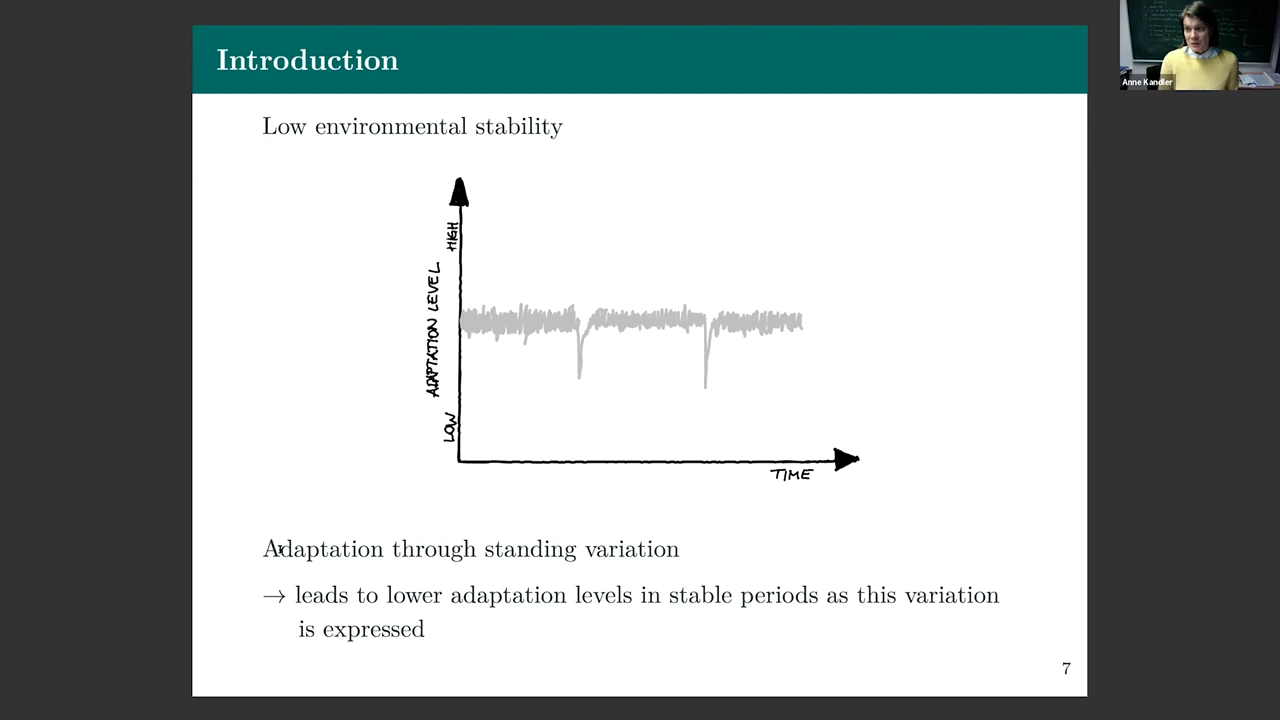 Introduction
Anne Kandler
Low environmental stability
HIGH
ADAPTATION LEVEL
LOW
TIME
Adaptation through standing variation
→ leads to lower adaptation levels in stable periods as this variation
is expressed
7